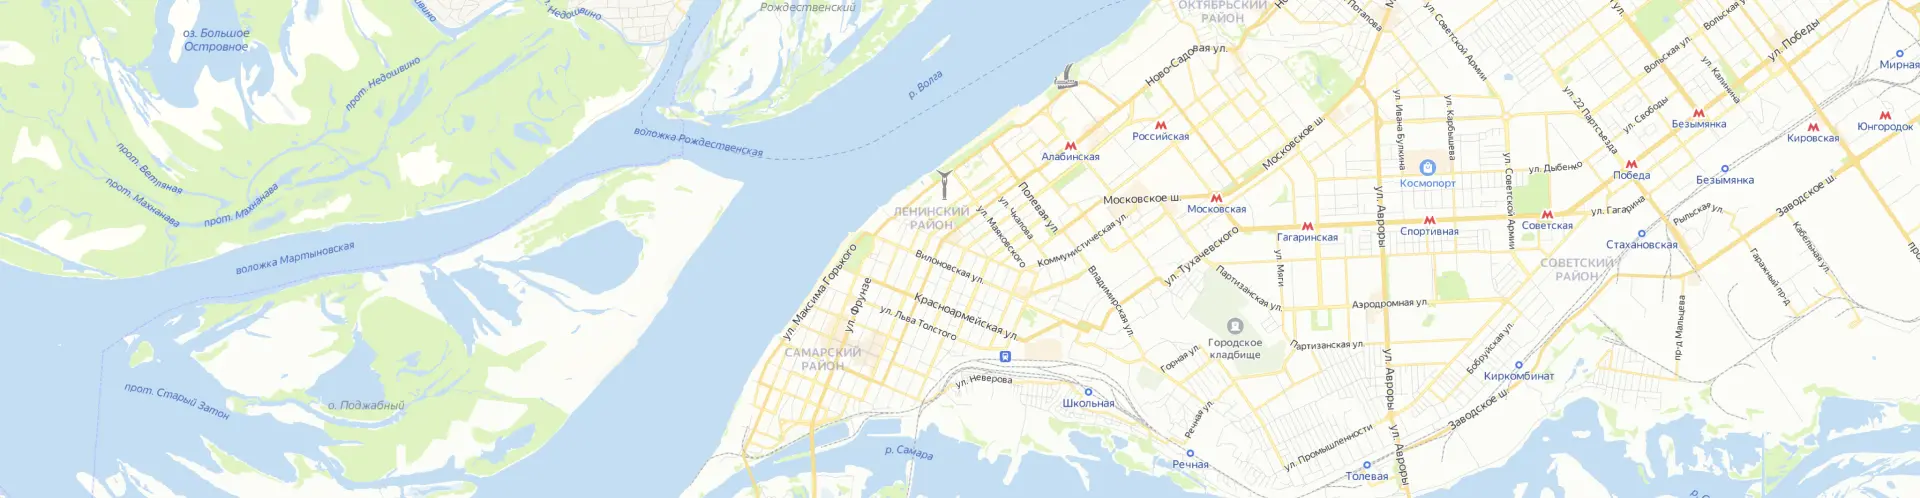 Рождественский
оз. Большое
Островное
прот. Недошвино
прот. Недошвино
прот. Ветляная
прот. Махнанава
прот. Махнанава
воложка Рождественская
воложка Мартыновская
р. Волга
прот. Старый Затон
о. Поджабный
р. Самара
ОКТЯБРЬСКИЙ
РАЙОН
Ново-Садо
вая ул.
Потапова
ул. Советской Армии
Вольская ул.
Вольская ул.
ул. Победы
Мирная
ул. Калинина
ул. 22 Партсъезда
ул. Свободы
Безымянка
Кировская
Юнгородок
Российская
Алабинская
Московское ш.
ул. Ивана Булкина
ул. Карбышева
ул. Советской Армии
Космопорт
ул. Дыбенко
Победа
Безымянка
Заводское ш.
ЛЕНИНСКИЙ
РАЙОН
Полевая ул.
ул. Чкалова
ул. Маяковского
Московское ш.
Московская
Коммунистическая ул.
Гагаринская
Спортивная
Советская
ул. Гагарина
Рыльская ул.
Стахановская
Кабельная ул.
Гаражный пр-д
СОВЕТСКИЙ
РАЙОН
ул. Авроры
ул. Мяги
ул. Тухачевского
Партизанская ул.
Владимирская ул.
Аэродромная ул.
Партизанская ул.
Городское
кладбище
Горная ул.
ул. Авроры
Бобруйская ул.
пр-д Мальцева
Киркомбинат
Заводское ш.
ул. Максима Горького
ул. Фрунзе
Вилоновская ул.
Красноармейская ул.
ул. Льва Толстого
САМАРСКИЙ
РАЙОН
ул. Неверова
Школьная
Речная ул.
Речная
ул. Промышленности
ул. Авроры
Толевая